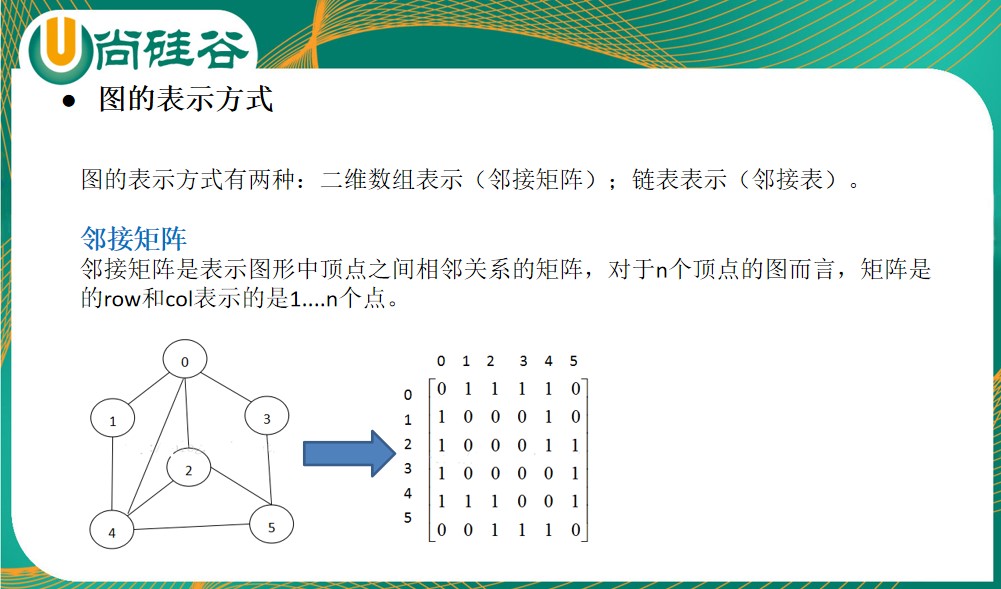 尚硅谷
● 图的表示方式
图的表示方式有两种：二维数组表示（邻接矩阵）；链表表示（邻接表）。
邻接矩阵
邻接矩阵是表示图形中顶点之间相邻关系的矩阵，对于n个顶点的图而言，矩阵是
的row和col表示的是1....n个点。
0
1
3
2
4
5
0 1 2 3 4 5
0 0 1 1 1 1 0
1 1 0 0 0 1 0
2 1 0 0 0 1 1
3 1 0 0 0 0 1
4 1 1 1 0 0 1
5 0 0 1 1 1 0